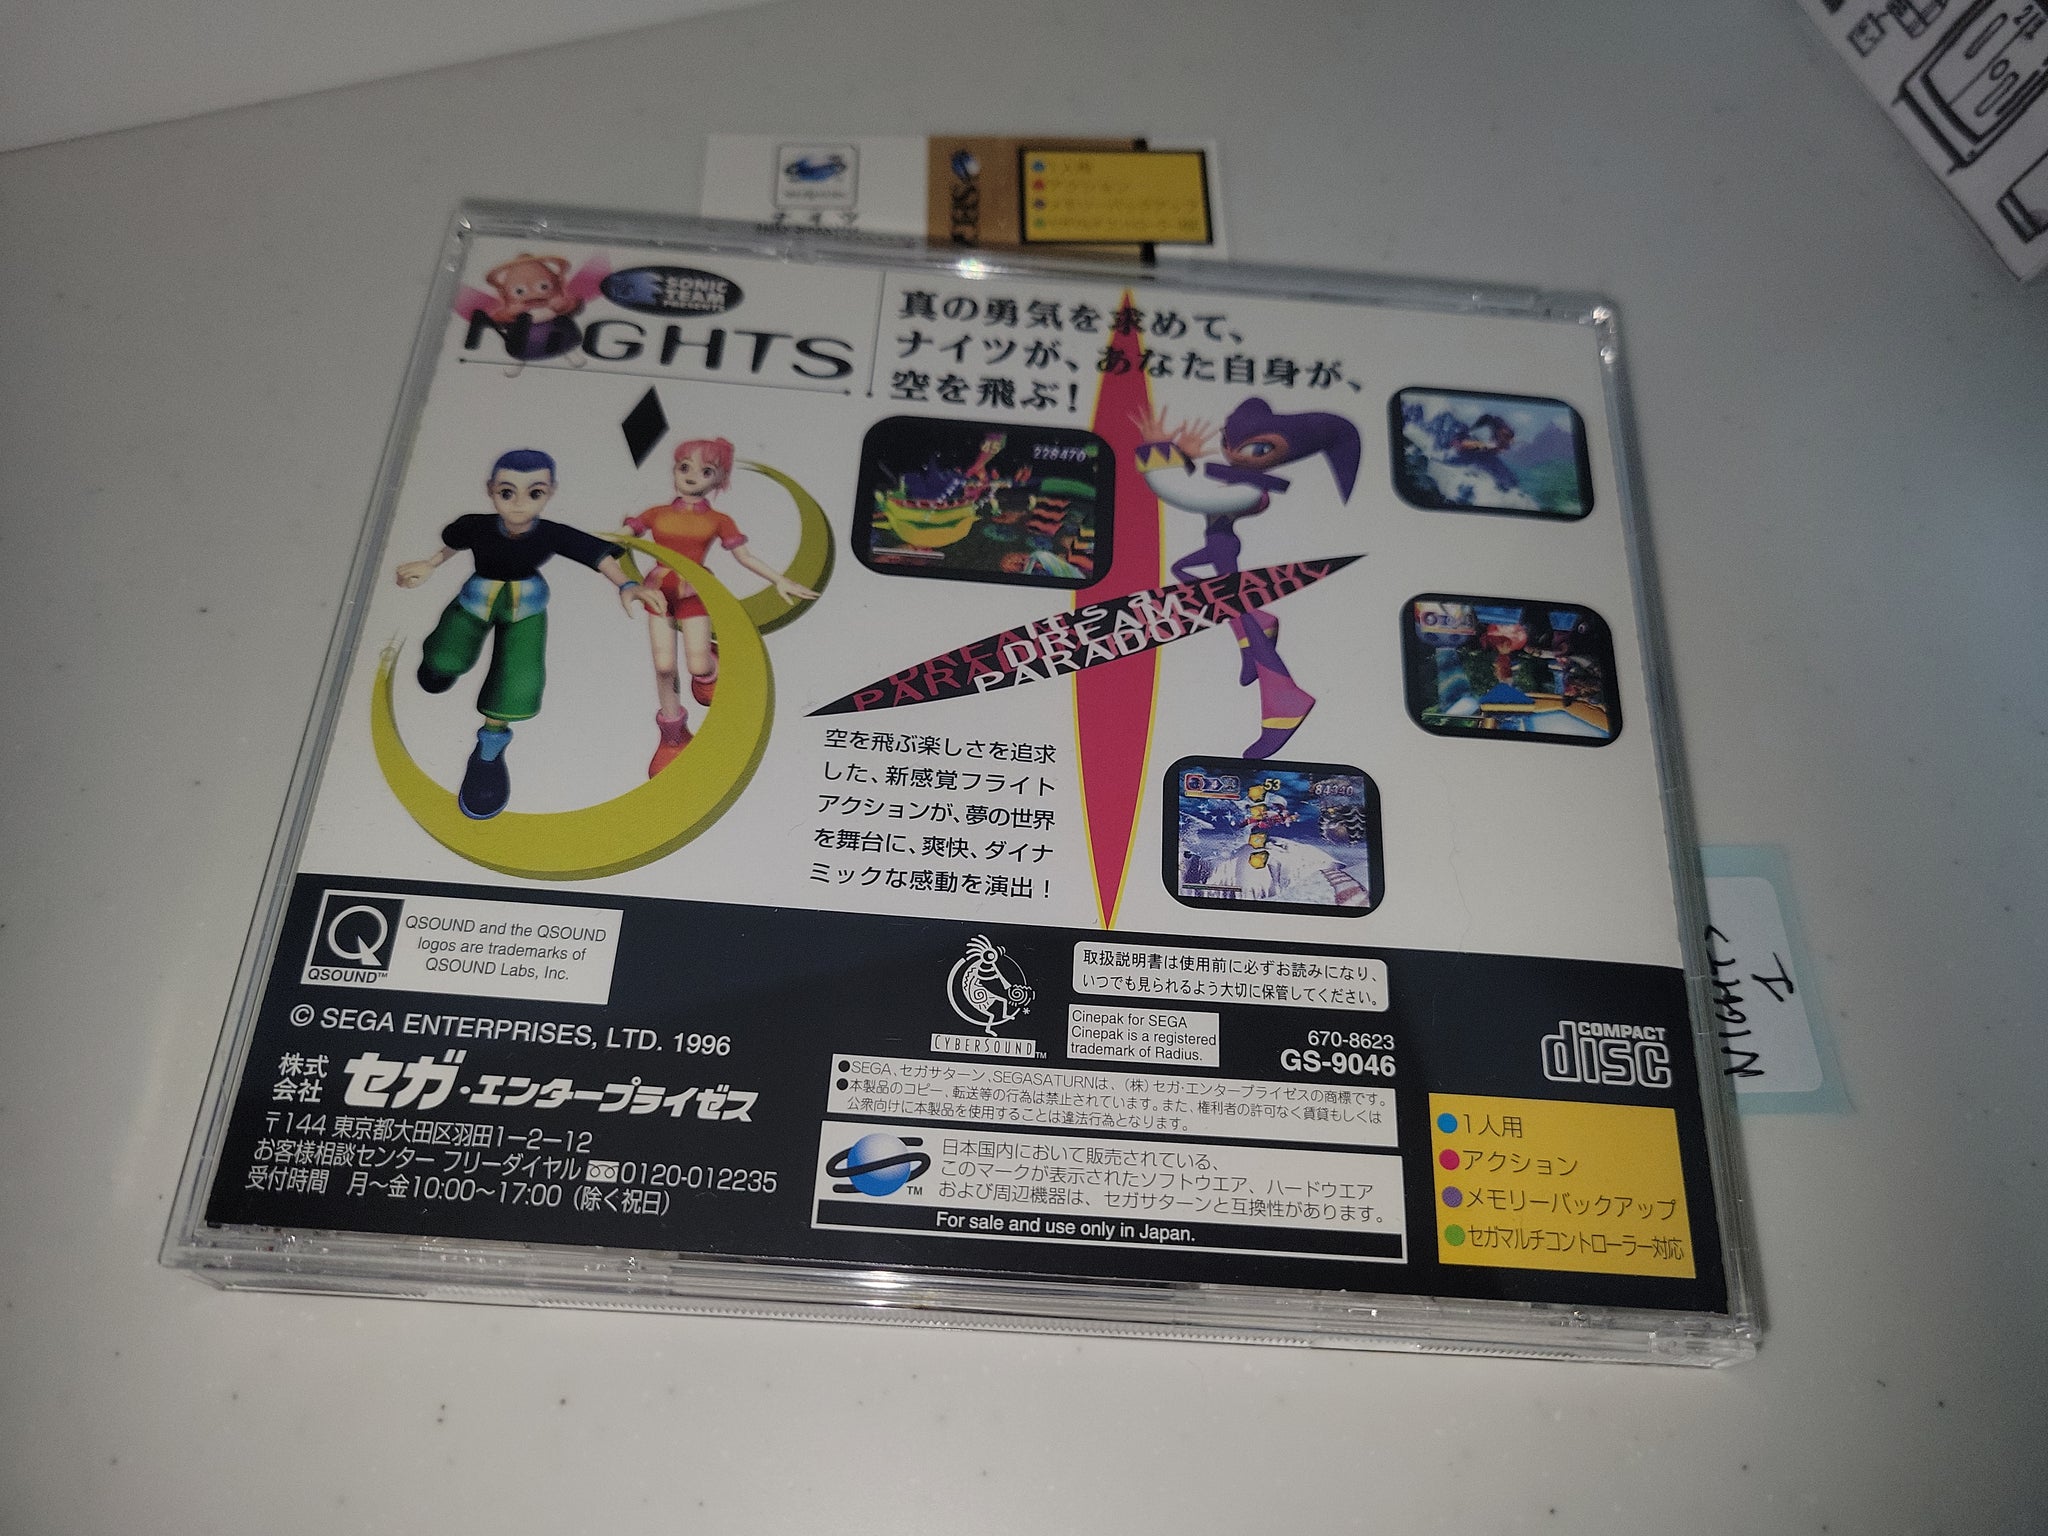 1人用
アクション
SONIC
TEAM
NiGHTS
真の勇気を求めて、
ナイツが、あなた自身が、
空を飛ぶ！
45
228470
IT'S a
DREAM
PARADOX.
53
空を飛ぶ楽しさを追求
した、新感覚フライト
アクションが、夢の世界
を舞台に、爽快、ダイナ
ミックな感動を演出！
Q
QSOUND™
QSOUND and the QSOUND
logos are trademarks of
QSOUND Labs, Inc.
© SEGA ENTERPRISES, LTD. 1996
株式
会社
セガ・エンタープライゼス
〒144 東京都大田区羽田1−2−12
お客様相談センター フリーダイヤル 0120-012235
受付時間 月〜金10:00〜17:00（除く祝日）
CYBERSOUND™
取扱説明書は使用前に必ずお読みになり、
いつでも見られるよう大切に保管してください。
Cinepak for SEGA
Cinepak is a registered
trademark of Radius.
670-8623
GS-9046
●SEGA、セガサターン、SEGASATURNは、（株）セガ・エンタープライゼスの商標です。
●本製品のコピー、転送等の行為は禁止されています。また、権利者の許可なく賃貸もしくは
公衆向けに本製品を使用することは違法行為となります。
TM
日本国内において販売されている、
このマークが表示されたソフトウエア、ハードウエア
および周辺機器は、セガサターンと互換性があります。
For sale and use only in Japan.
COMPACT
disc
●1人用
●アクション
●メモリーバックアップ
●セガマルチコントローラー対応
NIGHTS
1